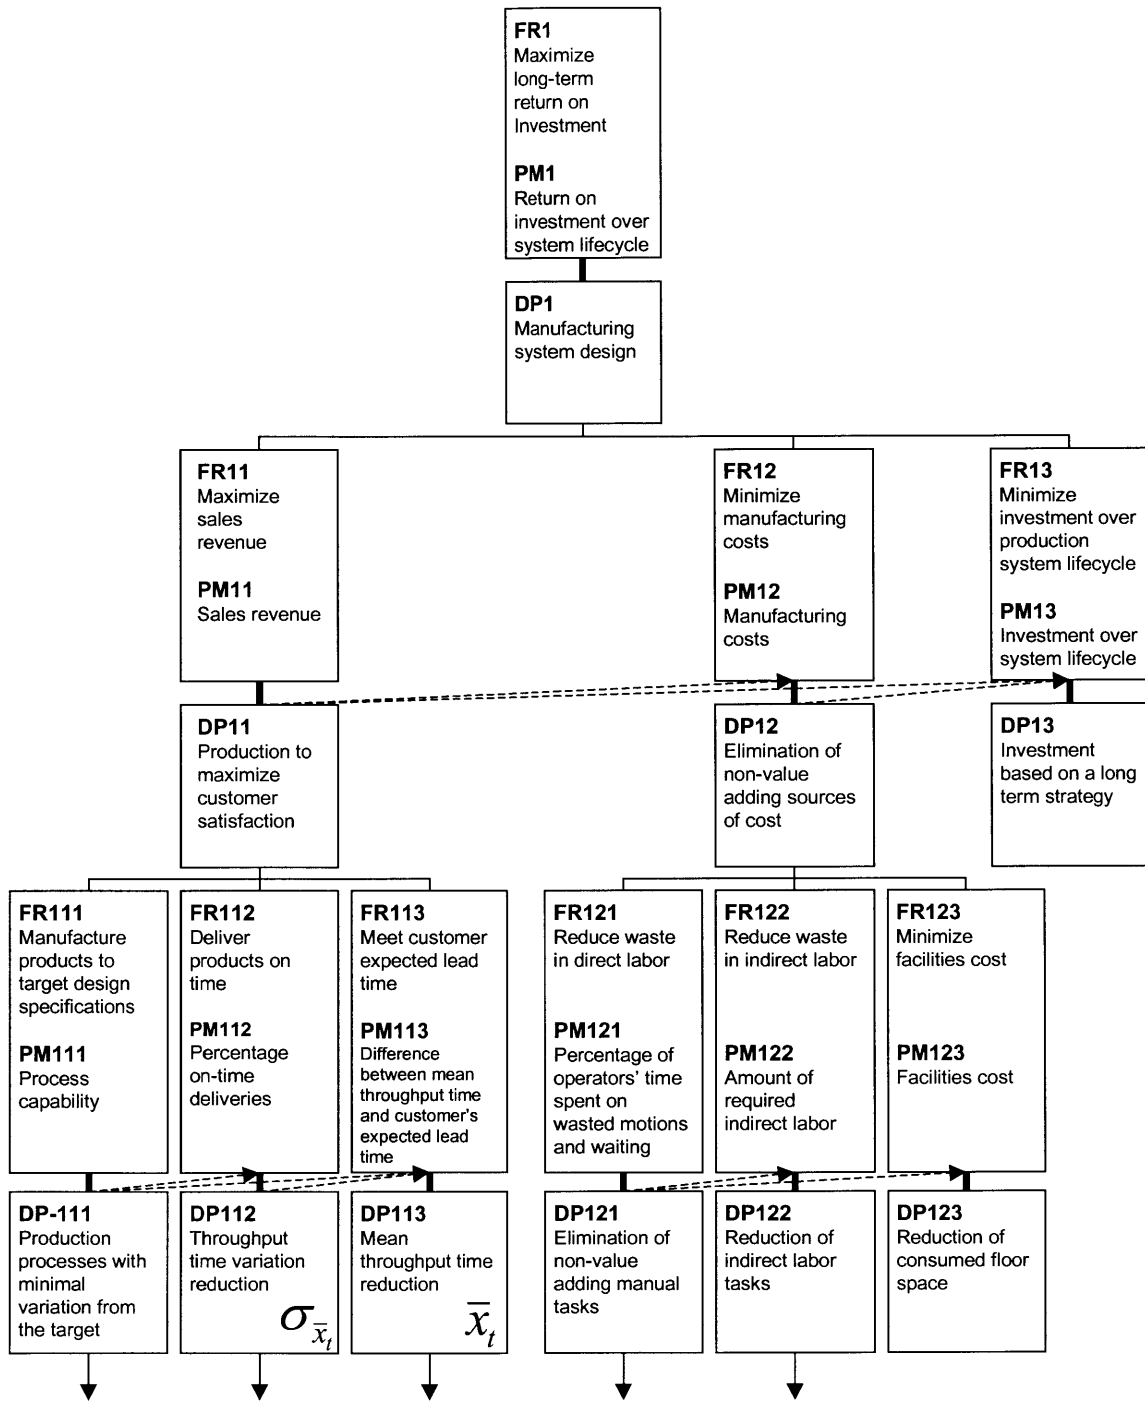 FR1
Maximize
long-term
return on
Investment
PM1
Return on
investment over
system lifecycle
DP1
Manufacturing
system design
FR11
Maximize
sales
revenue
PM11
Sales revenue
FR12
Minimize
manufacturing
costs
PM12
Manufacturing
costs
FR13
Minimize
investment over
production
system lifecycle
PM13
Investment over
system lifecycle
DP11
Production to
maximize
customer
satisfaction
DP12
Elimination of
non-value
adding sources
of cost
DP13
Investment
based on a long
term strategy
FR111
Manufacture
products to
target design
specifications
PM111
Process
capability
FR112
Deliver
products on
time
PM112
Percentage
on-time
deliveries
FR113
Meet customer
expected lead
time
PM113
Difference
between mean
throughput time
and customer's
expected lead
time
FR121
Reduce waste
in direct labor
PM121
Percentage of
operators' time
spent on
wasted motions
and waiting
FR122
Reduce waste
in indirect labor
PM122
Amount of
required
indirect labor
FR123
Minimize
facilities cost
PM123
Facilities cost
DP-111
Production
processes with
minimal
variation from
the target
DP112
Throughput
time variation
reduction
σx̄t
DP113
Mean
throughput time
reduction
x̄t
DP121
Elimination of
non-value
adding manual
tasks
DP122
Reduction of
indirect labor
tasks
DP123
Reduction of
consumed floor
space